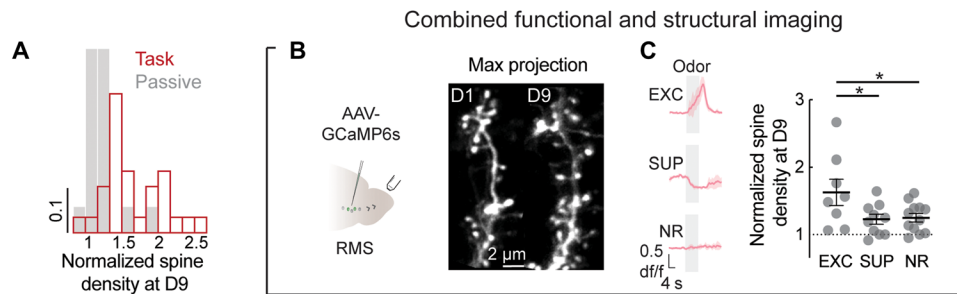 Combined functional and structural imaging
A
Task
Passive
0.1
1 1.5 2 2.5
Normalized spine
density at D9
B
AAV-
GCaMP6s
RMS
Max projection
D1 D9
2 μm
C
Odor
EXC
SUP
NR
0.5
df/f
4 s
* *
Normalized spine
density at D9
3
2
1
EXC SUP NR